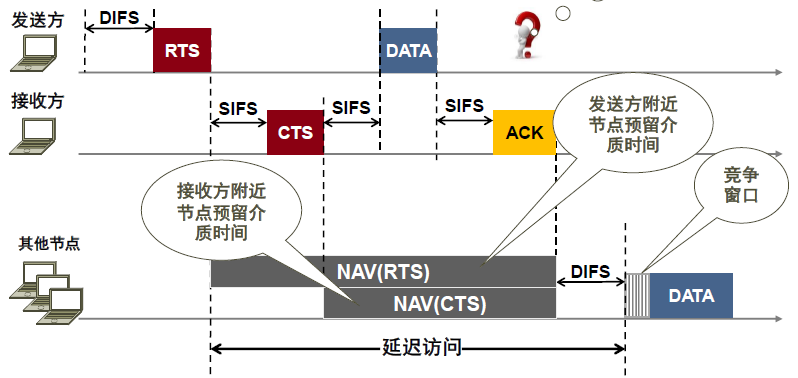 发送方
DIFS
RTS
DATA
接收方
SIFS
CTS
SIFS
SIFS
ACK
发送方附近
节点预留介
质时间
接收方附近
节点预留介
质时间
竞争
窗口
其他节点
NAV(RTS)
NAV(CTS)
DIFS
DATA
延迟访问